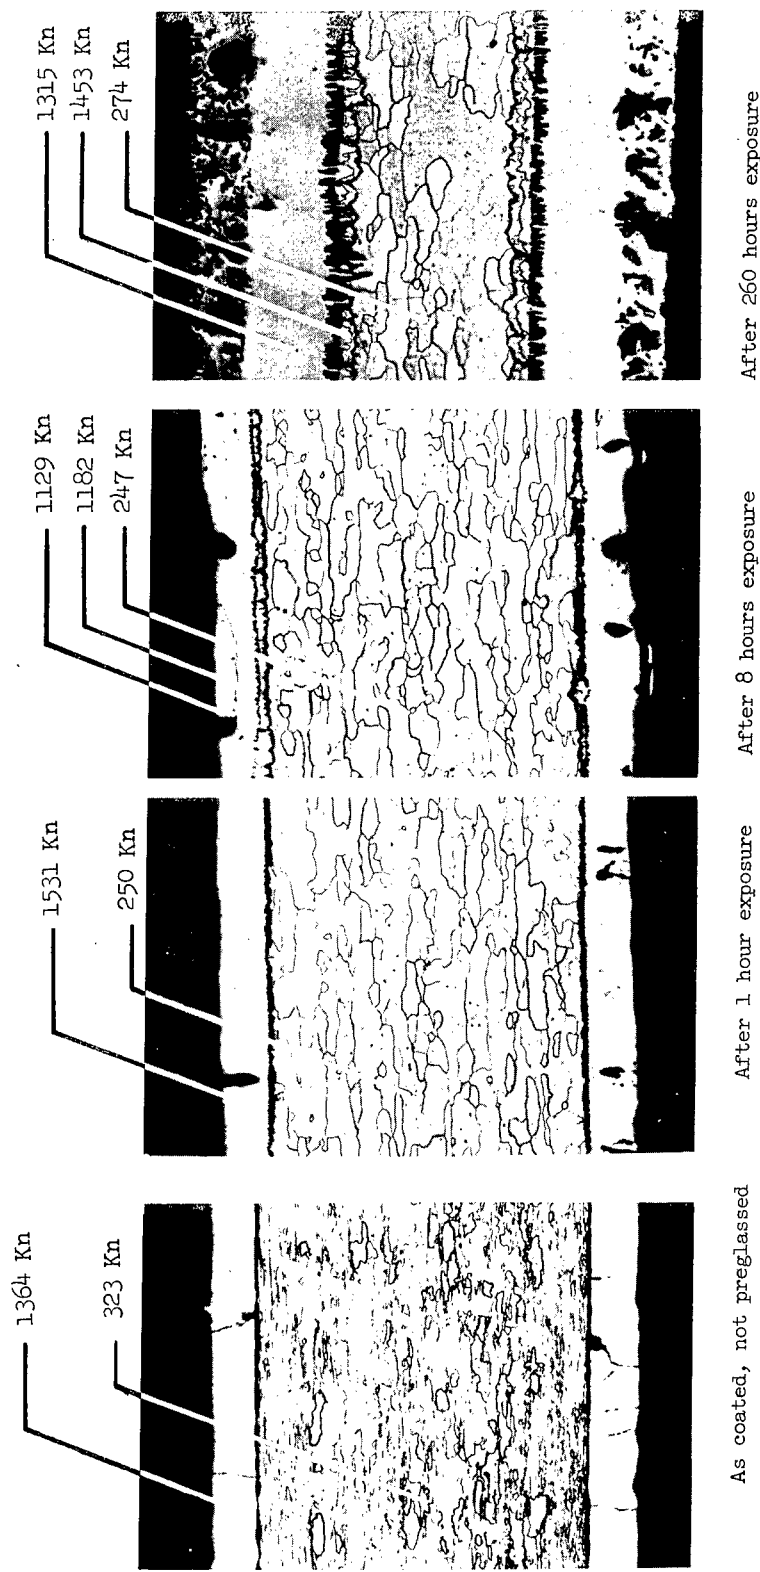 1364 Kn
323 Kn
As coated, not preglassed
1531 Kn
250 Kn
After 1 hour exposure
1129 Kn
1182 Kn
247 Kn
After 8 hours exposure
1315 Kn
1453 Kn
274 Kn
After 260 hours exposure